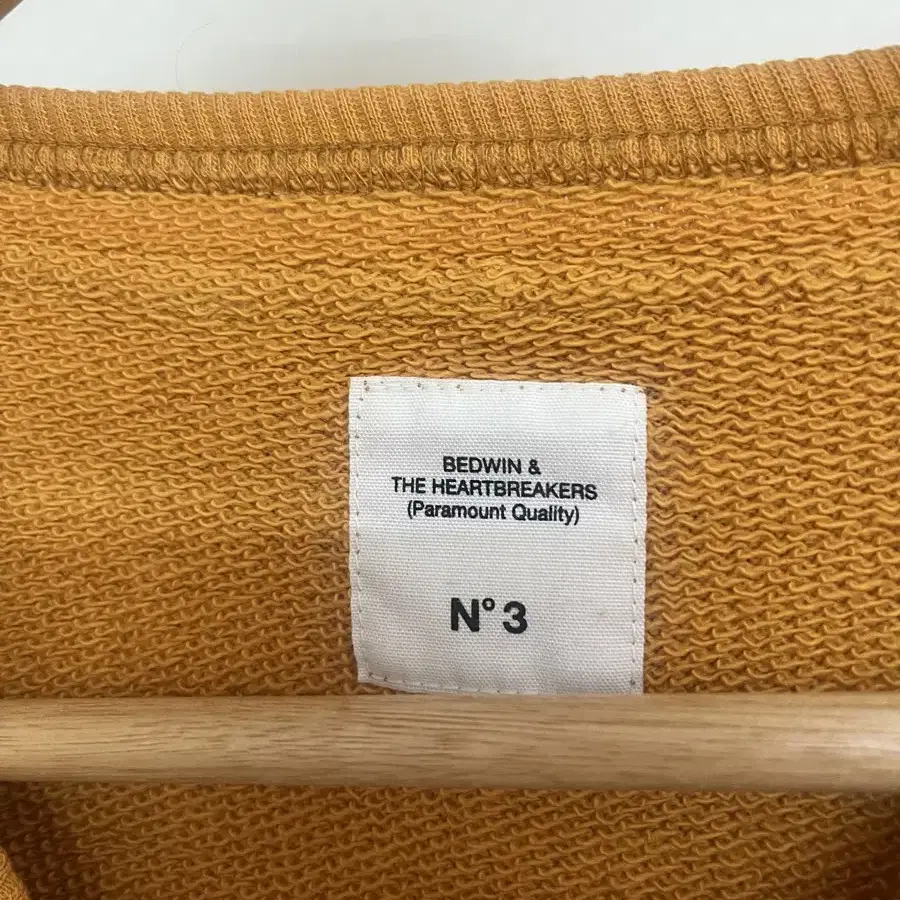 BEDWIN &
THE HEARTBREAKERS
(Paramount Quality)
N° 3